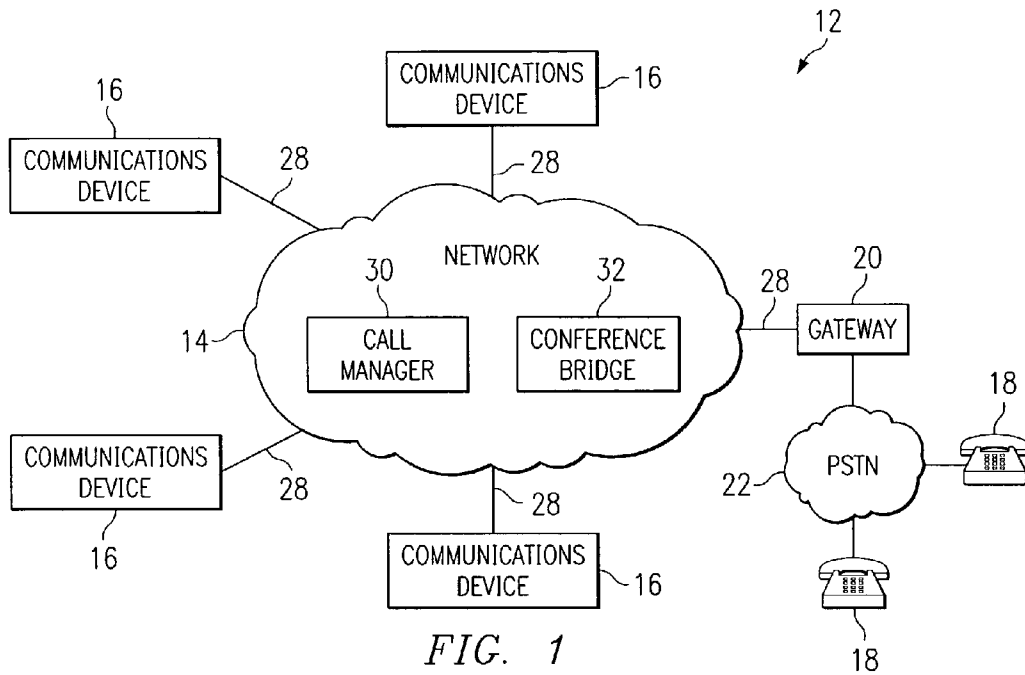 12
COMMUNICATIONS
DEVICE
16
16
COMMUNICATIONS
DEVICE
28
28
NETWORK
30
CALL
MANAGER
32
CONFERENCE
BRIDGE
14
28
20
GATEWAY
18
PSTN
22
18
COMMUNICATIONS
DEVICE
28
16
28
COMMUNICATIONS
DEVICE
16
FIG. 1